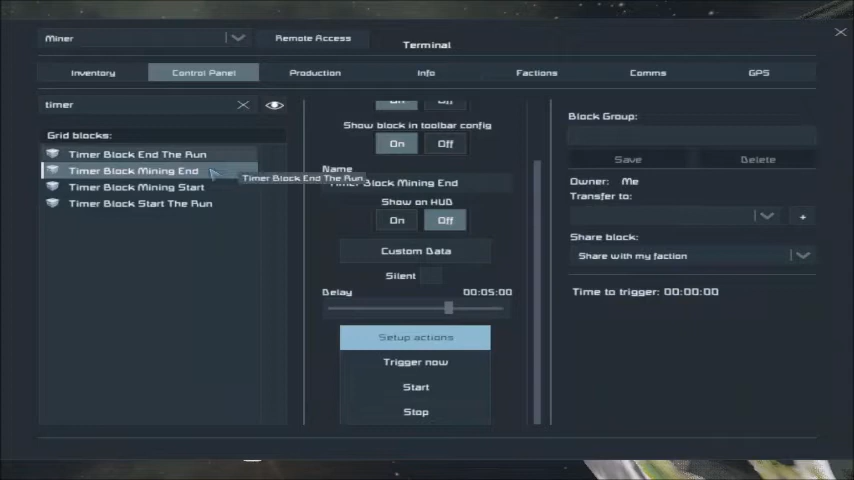 Miner
Remote Access
Terminal
Inventory
Control Panel
Production
Info
Factions
Comms
GPS
timer
Grid blocks:
Timer Block End The Run
Timer Block Mining End
Timer Block Mining Start
Timer Block Start The Run
Timer Block End The Run
On Off
Show block in toolbar config
On Off
Name
Timer Block Mining End
Show on HUD
On Off
Custom Data
Silent
Delay 00:05:00
Setup actions
Trigger now
Start
Stop
Block Group:
Save Delete
Owner: Me
Transfer to:
+
Share block:
Share with my faction
Time to trigger: 00:00:00